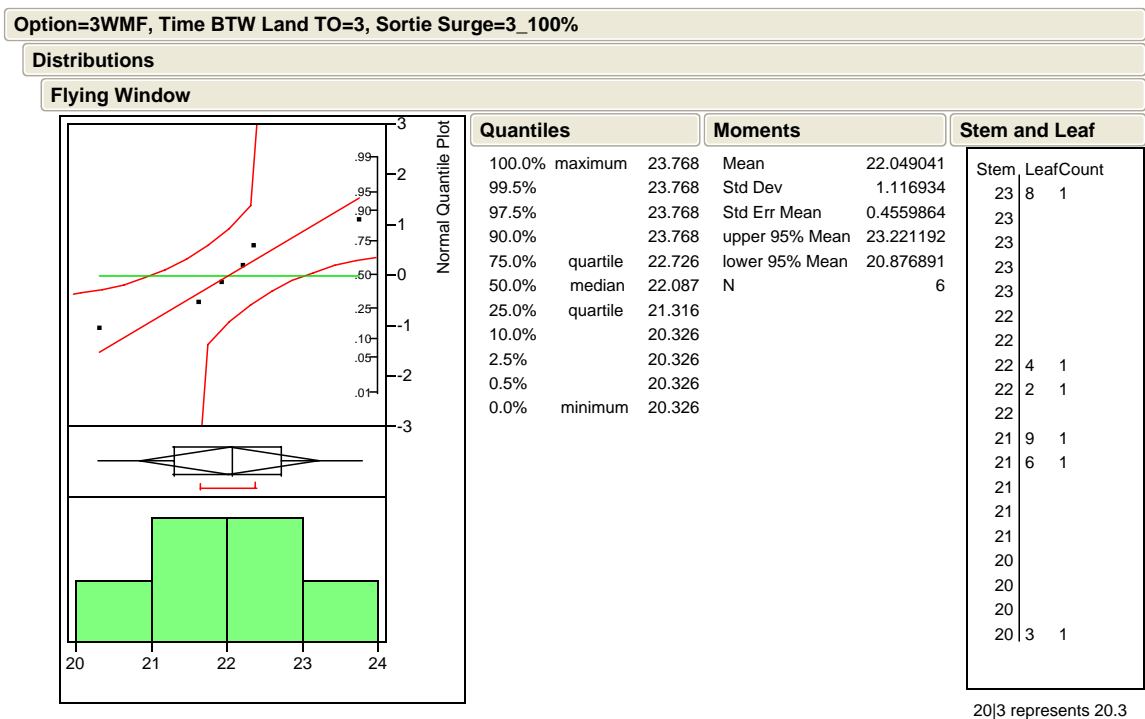 Option=3WMF, Time BTW Land TO=3, Sortie Surge=3_100%
Distributions
Flying Window
3
2
1
0
-1
-2
-3
.99
.95
.90
.75
.50
.25
.10
.05
.01
Normal Quantile Plot
20 21 22 23 24
Quantiles
100.0% maximum 23.768
99.5% 23.768
97.5% 23.768
90.0% 23.768
75.0% quartile 22.726
50.0% median 22.087
25.0% quartile 21.316
10.0% 20.326
2.5% 20.326
0.5% 20.326
0.0% minimum 20.326
Moments
Mean 22.049041
Std Dev 1.116934
Std Err Mean 0.4559864
upper 95% Mean 23.221192
lower 95% Mean 20.876891
N 6
Stem and Leaf
Stem LeafCount
23 8 1
23
23
23
23
22
22
22 4 1
22 2 1
22
21 9 1
21 6 1
21
21
21
20
20
20
20 3 1
20|3 represents 20.3